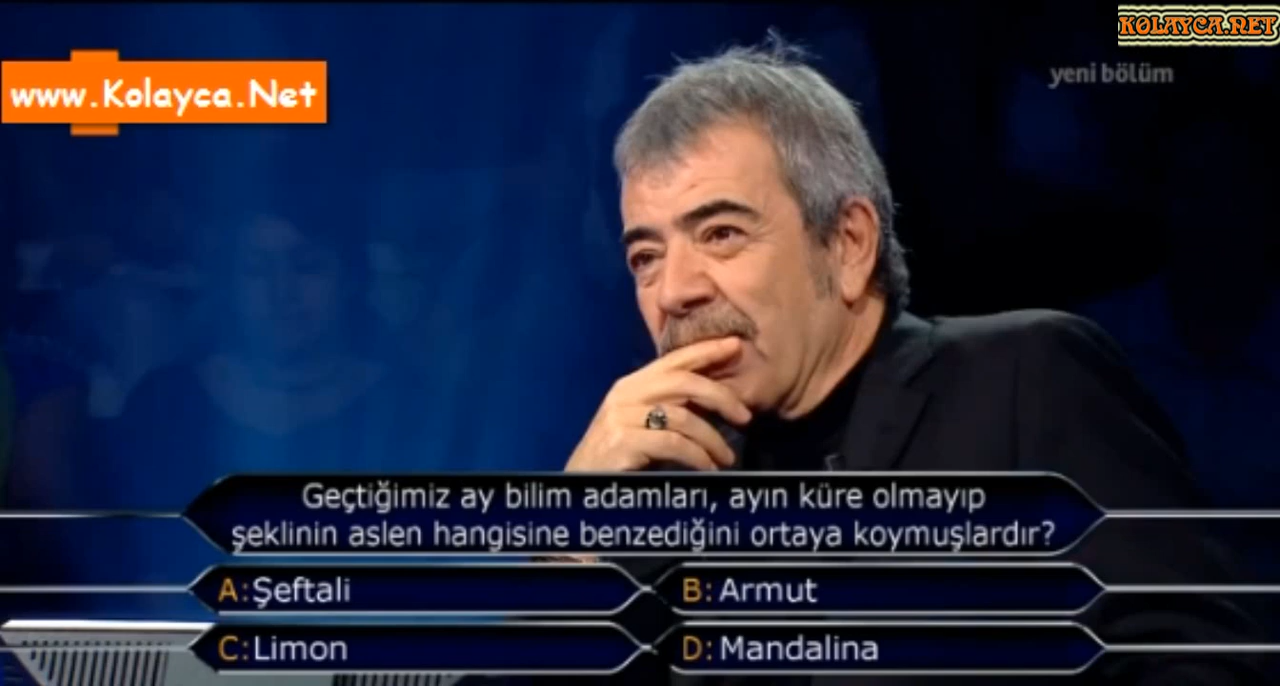 KOLAYCA.NET
yeni bölüm
www.Kolayca.Net
Geçtiğimiz ay bilim adamları, ayın küre olmayıp
şeklinin aslen hangisine benzediğini ortaya koymuşlardır?
A: Şeftali
B: Armut
C: Limon
D: Mandalina